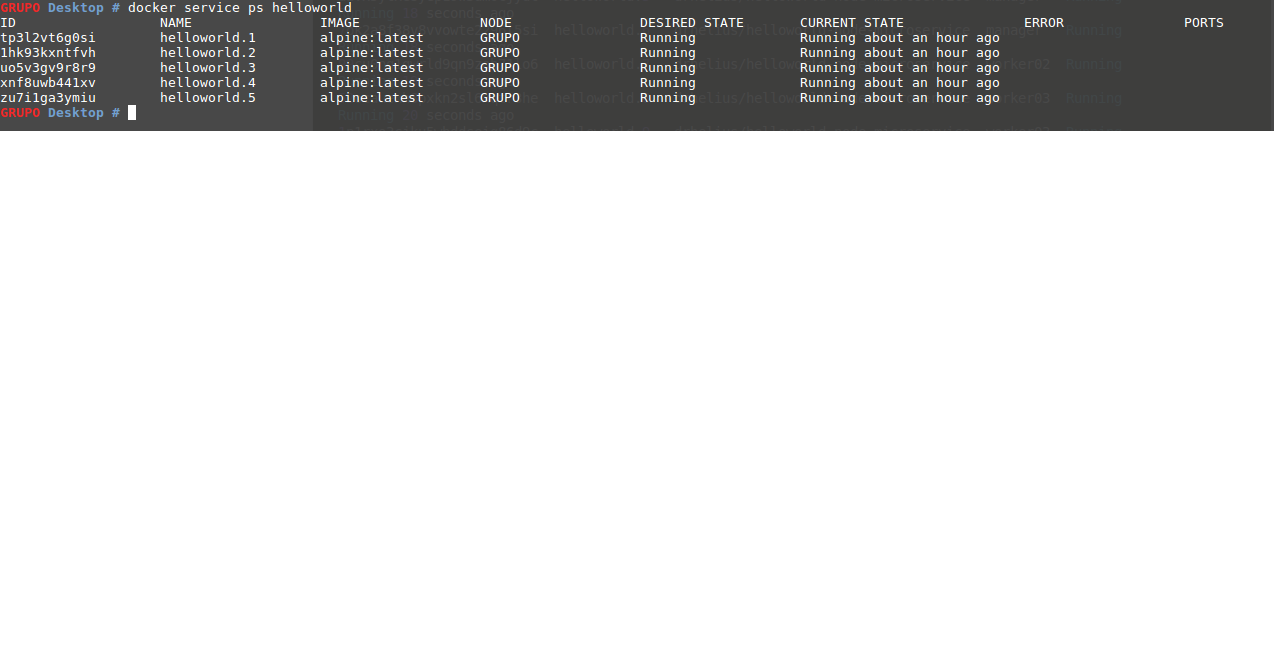 GRUPO Desktop # docker service ps helloworld
ID NAME IMAGE NODE DESIRED STATE CURRENT STATE ERROR PORTS
tp3l2vt6g0si helloworld.1 alpine:latest GRUPO Running Running about an hour ago
1hk93kxntfvh helloworld.2 alpine:latest GRUPO Running Running about an hour ago
uo5v3gv9r8r9 helloworld.3 alpine:latest GRUPO Running Running about an hour ago
xnf8uwb441xv helloworld.4 alpine:latest GRUPO Running Running about an hour ago
zu7i1ga3ymiu helloworld.5 alpine:latest GRUPO Running Running about an hour ago
GRUPO Desktop #